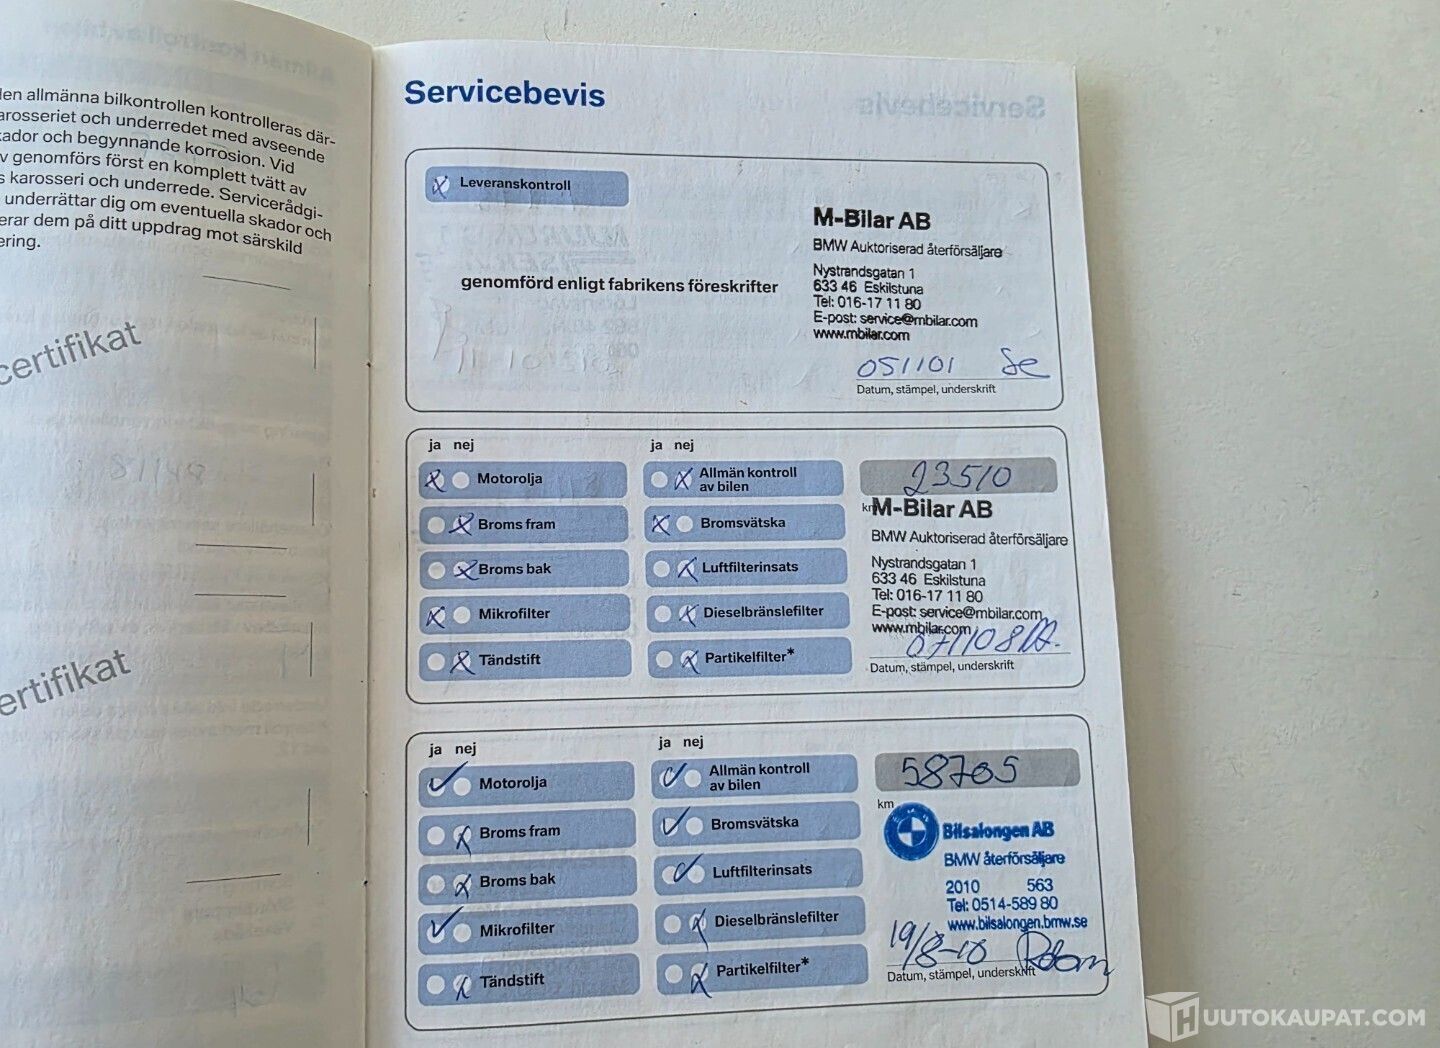 len allmänna bilkontrollen kontrolleras där-
arosseriet och underredet med avseende
kador och begynnande korrosion. Vid
v genomförs först en komplett tvätt av
s karosseri och underrede. Servicerådgi-
underrättar dig om eventuella skador och
erar dem på ditt uppdrag mot särskild
ering.
certifikat
ertifikat
Servicebevis
Leveranskontroll
genomförd enligt fabrikens föreskrifter
M-Bilar AB
BMW Auktoriserad återförsäljare
Nystrandsgatan 1
633 46 Eskilstuna
Tel: 016-17 11 80
E-post: service@mbilar.com
www.mbilar.com
051101
Datum, stämpel, underskrift
ja nej
Motorolja
Broms fram
Broms bak
Mikrofilter
Tändstift
ja nej
Allmän kontroll
av bilen
Bromsvätska
Luftfilterinsats
Dieselbränslefilter
Partikelfilter*
23510
km
M-Bilar AB
BMW Auktoriserad återförsäljare
Nystrandsgatan 1
633 46 Eskilstuna
Tel: 016-17 11 80
E-post: service@mbilar.com
www.mbilar.com
071108
Datum, stämpel, underskrift
ja nej
Motorolja
Broms fram
Broms bak
Mikrofilter
Tändstift
ja nej
Allmän kontroll
av bilen
Bromsvätska
Luftfilterinsats
Dieselbränslefilter
Partikelfilter*
58705
km
Bilsalongen AB
BMW återförsäljare
2010 563
Tel: 0514-589 80
www.bilsalongen.bmw.se
19/8-10
Datum, stämpel, underskrift
HUUTOKAUPAT.COM